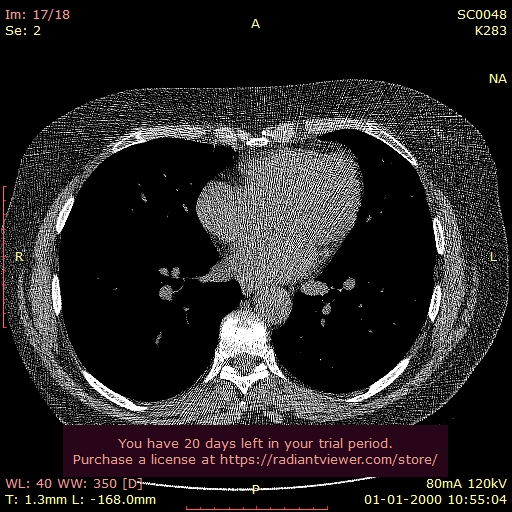 Im: 17/18
Se: 2
A
SC0048
K283
NA
R
L
You have 20 days left in your trial period.
Purchase a license at https://radiantviewer.com/store/
WL: 40 WW: 350 [D]
T: 1.3mm L: -168.0mm
P
80mA 120kV
01-01-2000 10:55:04